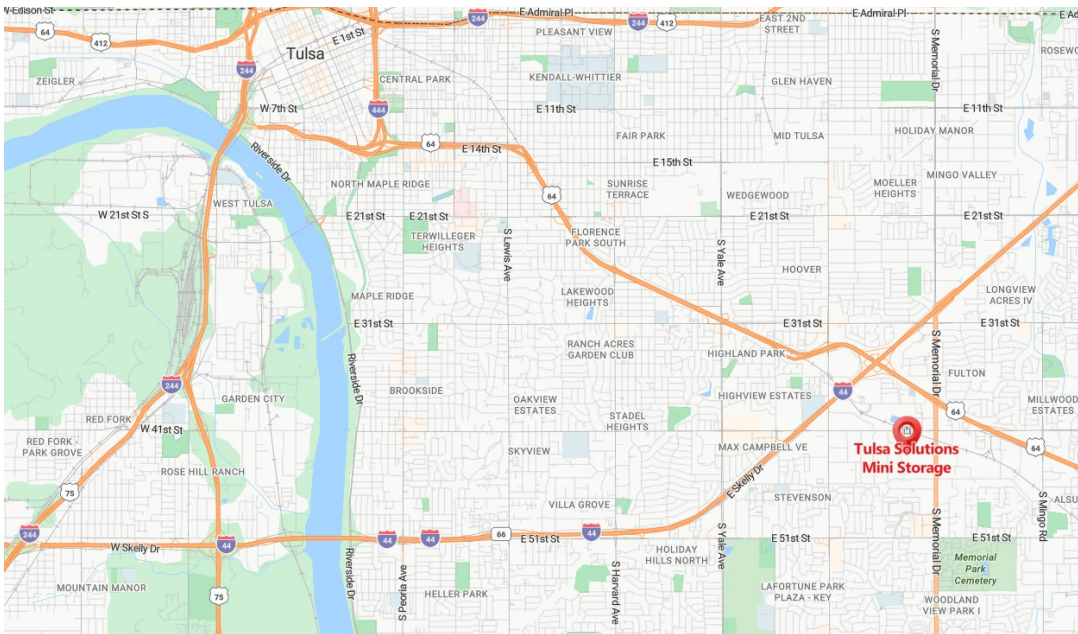 W Edison St
E Admiral Pl
E Admiral Pl
244
244
64
412
64
412
E 1st St
Tulsa
PLEASANT VIEW
EAST 2ND
STREET
S Memorial Dr
244
ZEIGLER
CENTRAL PARK
KENDALL-WHITTIER
GLEN HAVEN
W 7th St
444
E 11th St
E 11th St
FAIR PARK
MID TULSA
HOLIDAY MANOR
Riverside Dr
64
E 14th St
E 15th St
MINGO VALLEY
NORTH MAPLE RIDGE
SUNRISE
TERRACE
WEDGEWOOD
MOELLER
HEIGHTS
64
WEST TULSA
W 21st St S
E 21st St
E 21st St
E 21st St
E 21st St
TERWILLEGER
HEIGHTS
S Lewis Ave
FLORENCE
PARK SOUTH
S Yale Ave
HOOVER
MAPLE RIDGE
LAKEWOOD
HEIGHTS
LONGVIEW
ACRES IV
E 31st St
E 31st St
E 31st St
RANCH ACRES
GARDEN CLUB
HIGHLAND PARK
S Memorial Dr
Riverside Dr
244
BROOKSIDE
GARDEN CITY
OAKVIEW
ESTATES
HIGHVIEW ESTATES
44
FULTON
MILLWOOD
ESTATES
RED FORK
W 41st St
STADEL
HEIGHTS
64
RED FORK -
PARK GROVE
SKYVIEW
MAX CAMPBELL VE
Tulsa Solutions
Mini Storage
64
ROSE HILL RANCH
E Skelly Dr
75
VILLA GROVE
STEVENSON
S Mingo Rd
244
W Skelly Dr
44
44
44
66
E 51st St
44
S Yale Ave
E 51st St
S Memorial Dr
E 51st St
HOLIDAY
HILLS NORTH
Memorial
Park
Cemetery
MOUNTAIN MANOR
75
Riverside Dr
S Peoria Ave
HELLER PARK
S Harvard Ave
LAFORTUNE PARK
PLAZA - KEY
WOODLAND
VIEW PARK I